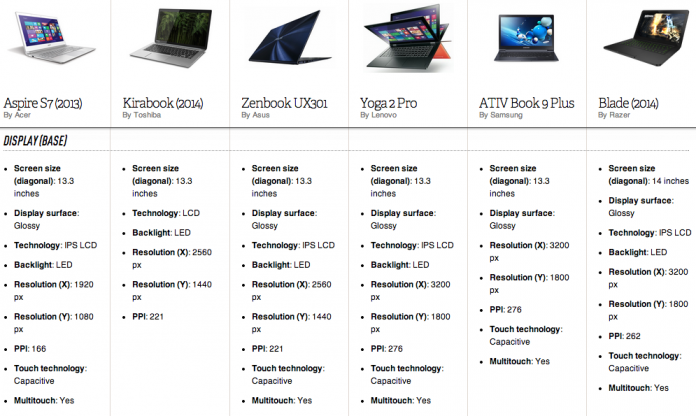 Aspire S7 (2013)
By Acer
Kirabook (2014)
By Toshiba
Zenbook UX301
By Asus
Yoga 2 Pro
By Lenovo
ATIV Book 9 Plus
By Samsung
Blade (2014)
By Razer
DISPLAY (BASE)
• Screen size
(diagonal): 13.3
inches
• Display surface:
Glossy
• Technology: IPS LCD
• Backlight: LED
• Resolution (X): 1920
px
• Resolution (Y): 1080
px
• PPI: 166
• Touch technology:
Capacitive
• Multitouch: Yes
• Screen size
(diagonal): 13.3
inches
• Technology: LCD
• Backlight: LED
• Resolution (X): 2560
px
• Resolution (Y): 1440
px
• PPI: 221
• Screen size
(diagonal): 13.3
inches
• Display surface:
Glossy
• Technology: IPS LCD
• Backlight: LED
• Resolution (X): 2560
px
• Resolution (Y): 1440
px
• PPI: 221
• Touch technology:
Capacitive
• Multitouch: Yes
• Screen size
(diagonal): 13.3
inches
• Display surface:
Glossy
• Technology: IPS LCD
• Backlight: LED
• Resolution (X): 3200
px
• Resolution (Y): 1800
px
• PPI: 276
• Touch technology:
Capacitive
• Multitouch: Yes
• Screen size
(diagonal): 13.3
inches
• Display surface:
Glossy
• Resolution (X): 3200
px
• Resolution (Y): 1800
px
• PPI: 276
• Touch technology:
Capacitive
• Multitouch: Yes
• Screen size
(diagonal): 14 inches
• Display surface:
Glossy
• Technology: IPS LCD
• Backlight: LED
• Resolution (X): 3200
px
• Resolution (Y): 1800
px
• PPI: 262
• Touch technology:
Capacitive
• Multitouch: Yes